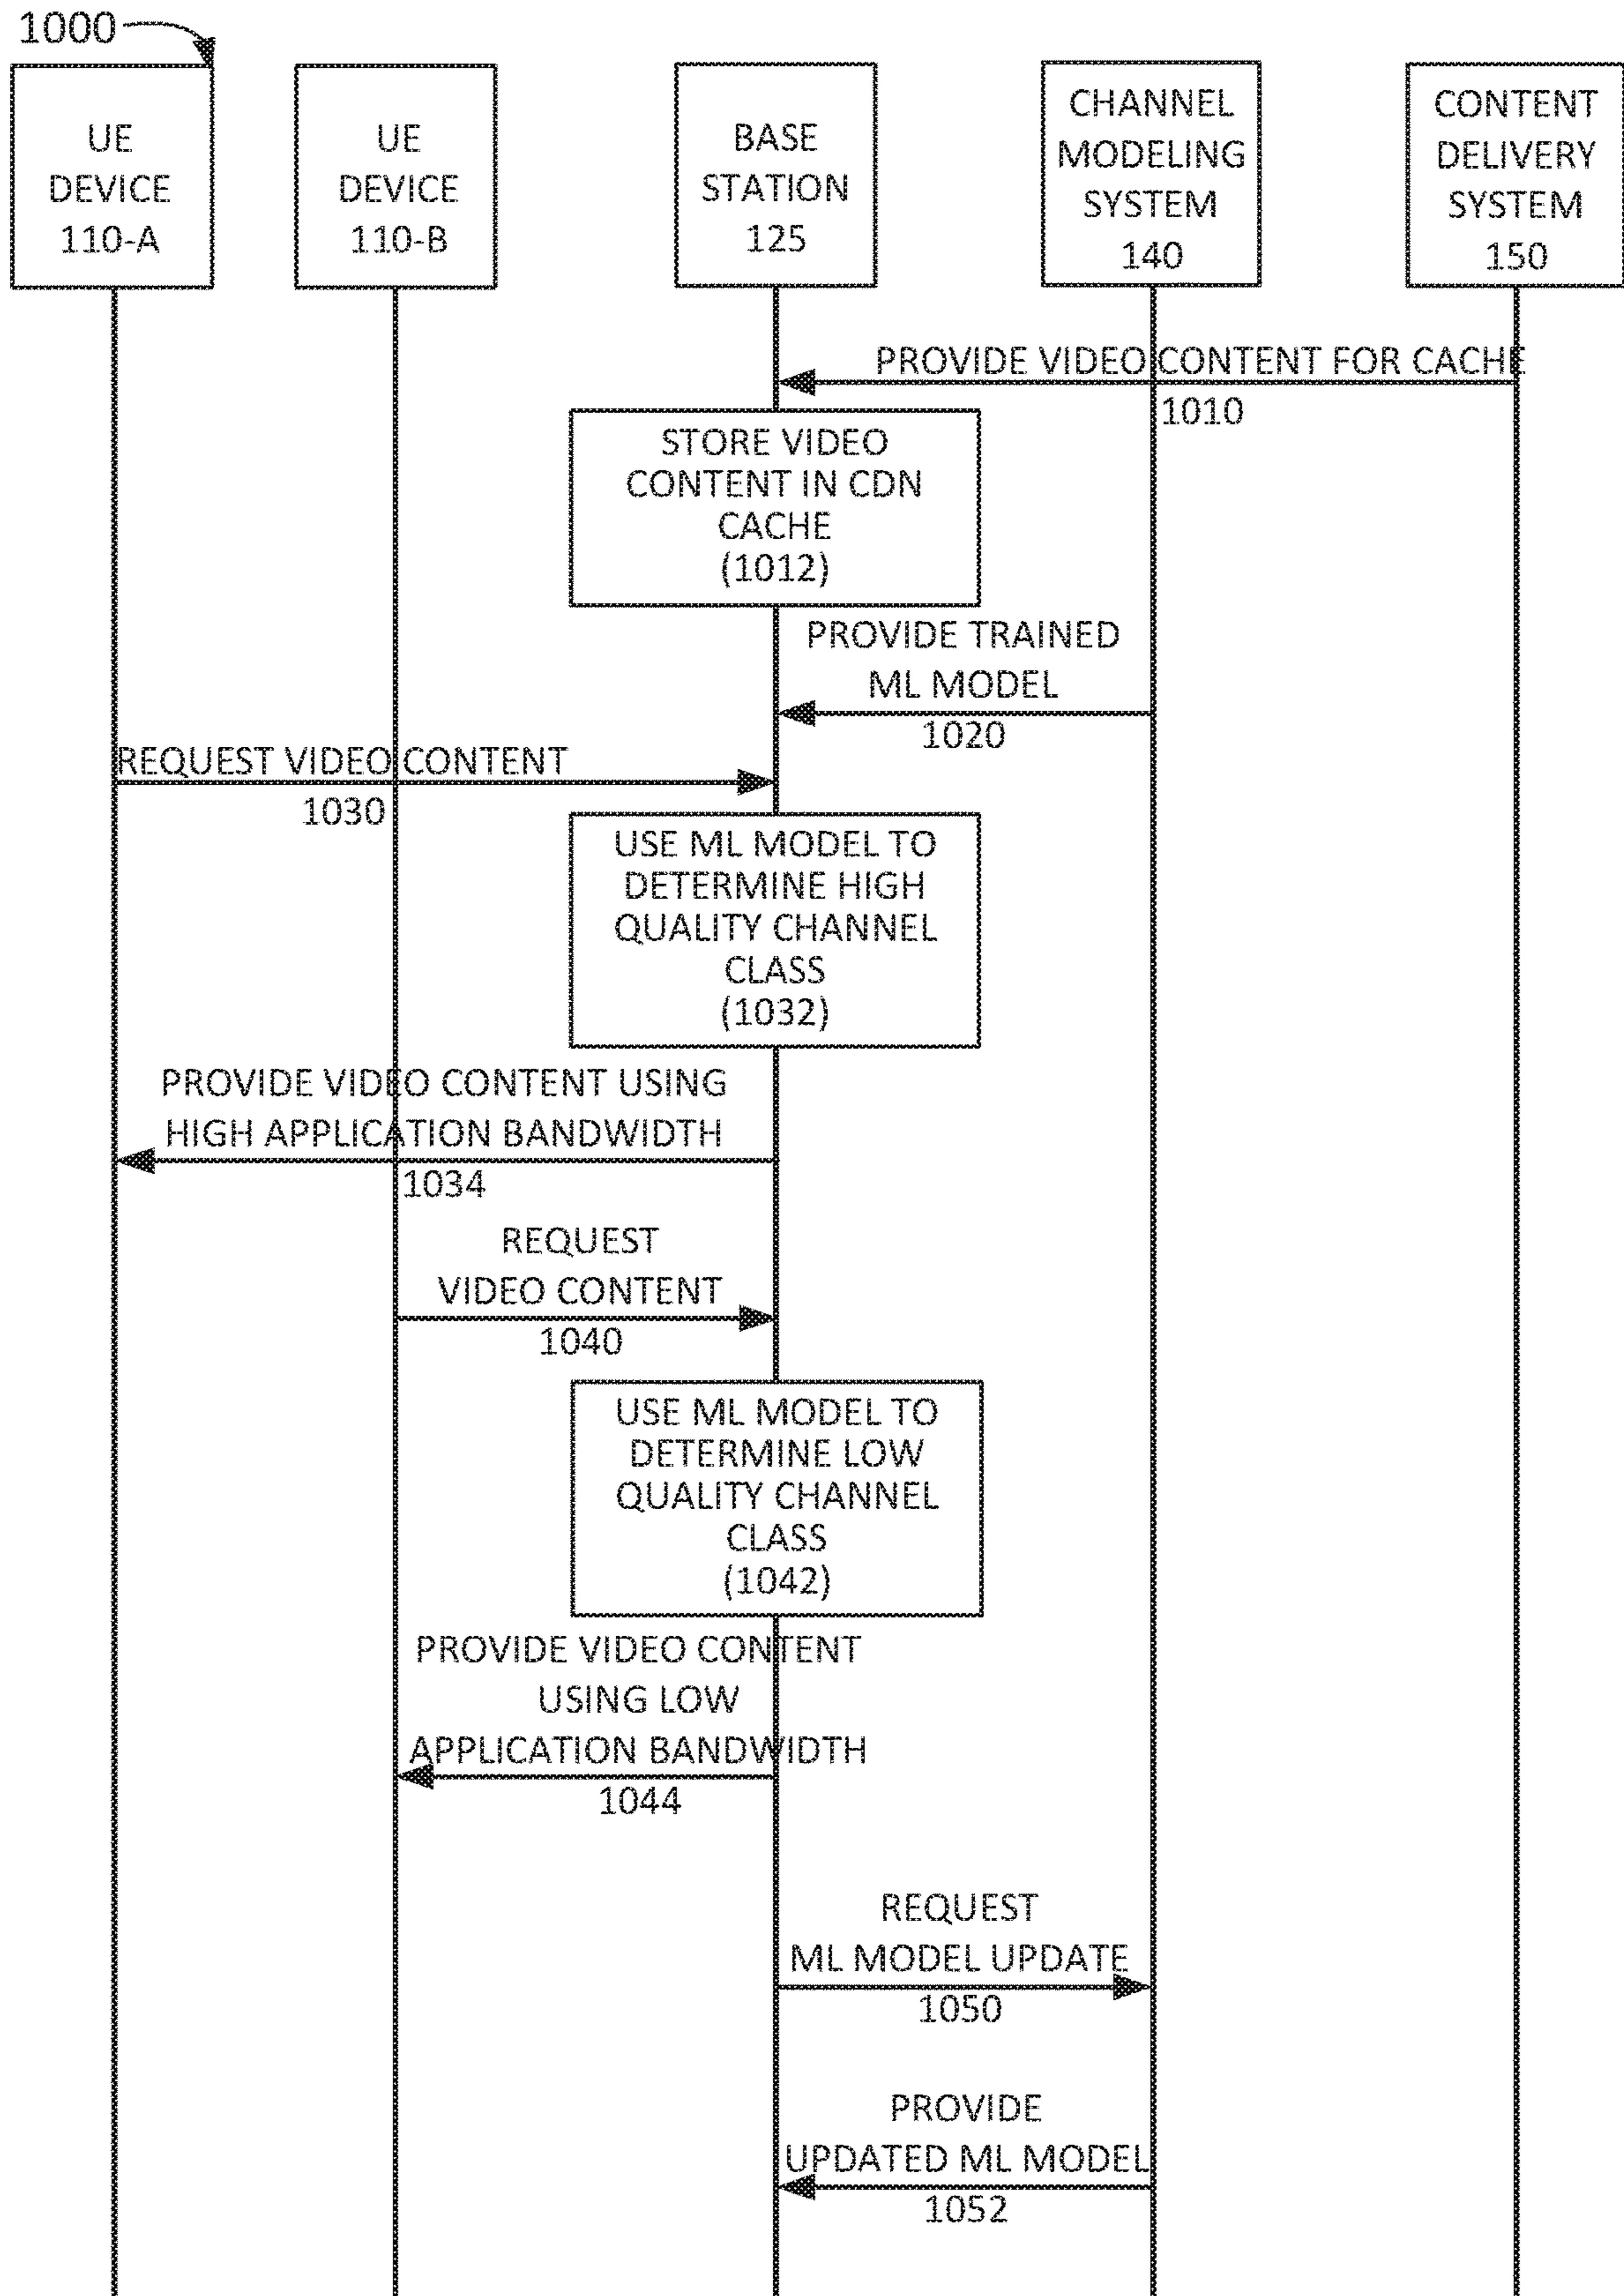 1000
UE
DEVICE
110-A
UE
DEVICE
110-B
BASE
STATION
125
CHANNEL
MODELING
SYSTEM
140
CONTENT
DELIVERY
SYSTEM
150
PROVIDE VIDEO CONTENT FOR CACHE
1010
STORE VIDEO
CONTENT IN CDN
CACHE
(1012)
PROVIDE TRAINED
ML MODEL
1020
REQUEST VIDEO CONTENT
1030
USE ML MODEL TO
DETERMINE HIGH
QUALITY CHANNEL
CLASS
(1032)
PROVIDE VIDEO CONTENT USING
HIGH APPLICATION BANDWIDTH
1034
REQUEST
VIDEO CONTENT
1040
USE ML MODEL TO
DETERMINE LOW
QUALITY CHANNEL
CLASS
(1042)
PROVIDE VIDEO CONTENT
USING LOW
APPLICATION BANDWIDTH
1044
REQUEST
ML MODEL UPDATE
1050
PROVIDE
UPDATED ML MODEL
1052